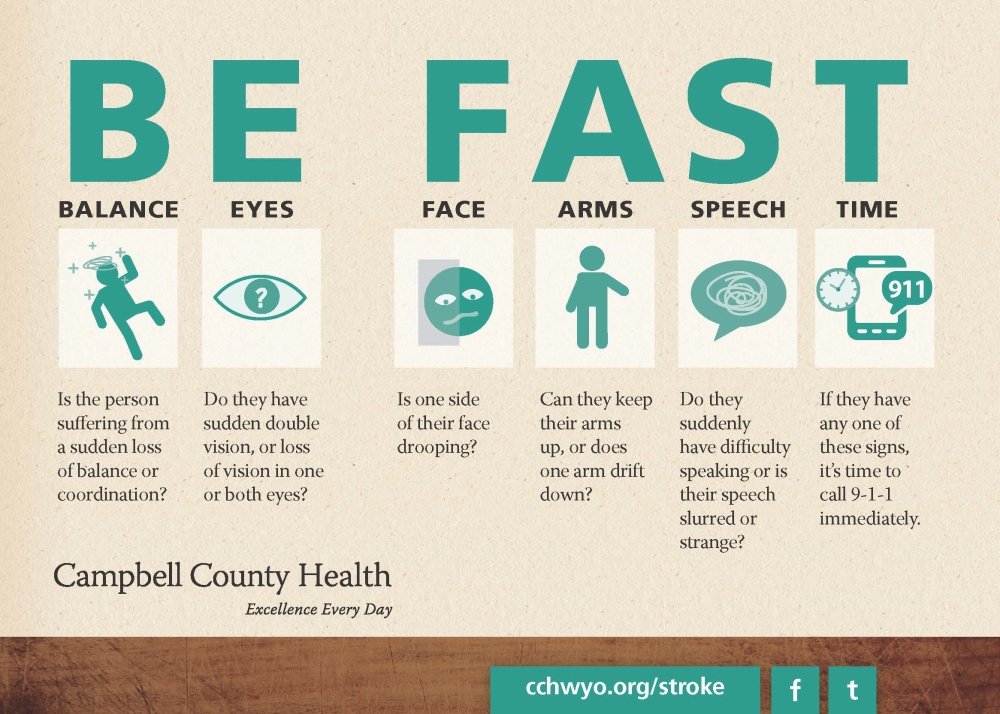 BE FAST
BALANCE EYES FACE ARMS SPEECH TIME
?
911
Is the person
suffering from
a sudden loss
of balance or
coordination?
Do they have
sudden double
vision, or loss
of vision in one
or both eyes?
Is one side
of their face
drooping?
Can they keep
their arms
up, or does
one arm drift
down?
Do they
suddenly
have difficulty
speaking or is
their speech
slurred or
strange?
If they have
any one of
these signs,
it's time to
call 9-1-1
immediately.
Campbell County Health
Excellence Every Day
cchwyo.org/stroke
f
t